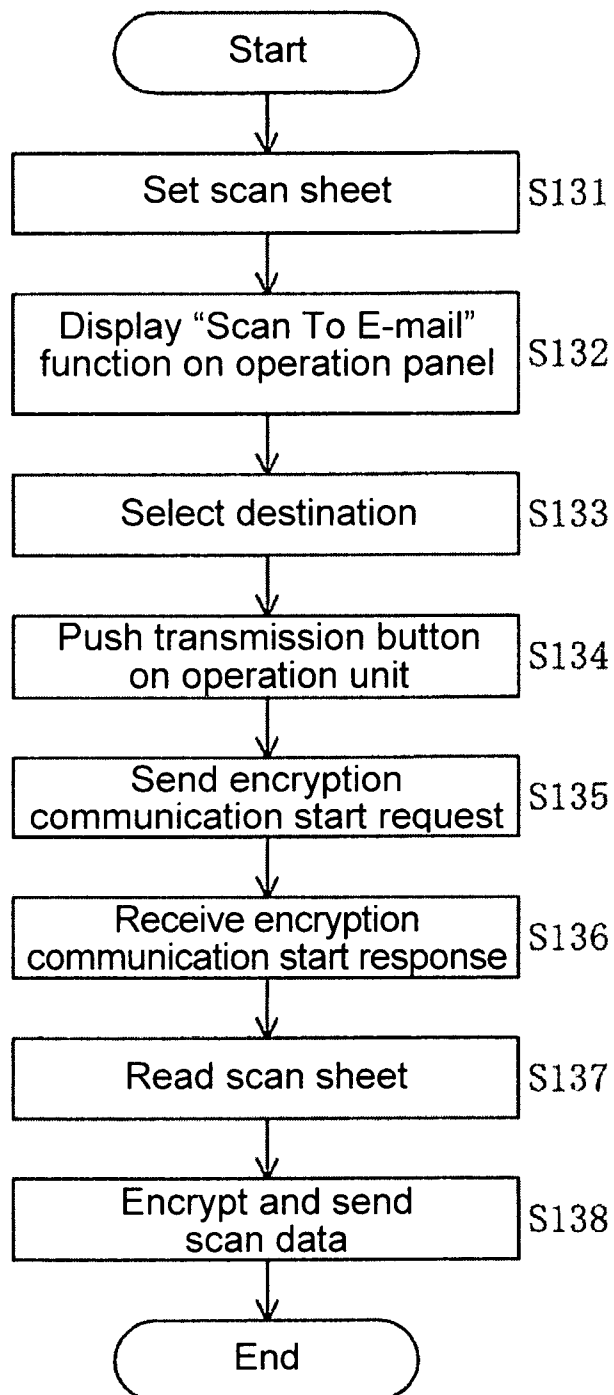 Start
Set scan sheet
S131
Display “Scan To E-mail”
function on operation panel
S132
Select destination
S133
Push transmission button
on operation unit
S134
Send encryption
communication start request
S135
Receive encryption
communication start response
S136
Read scan sheet
S137
Encrypt and send
scan data
S138
End